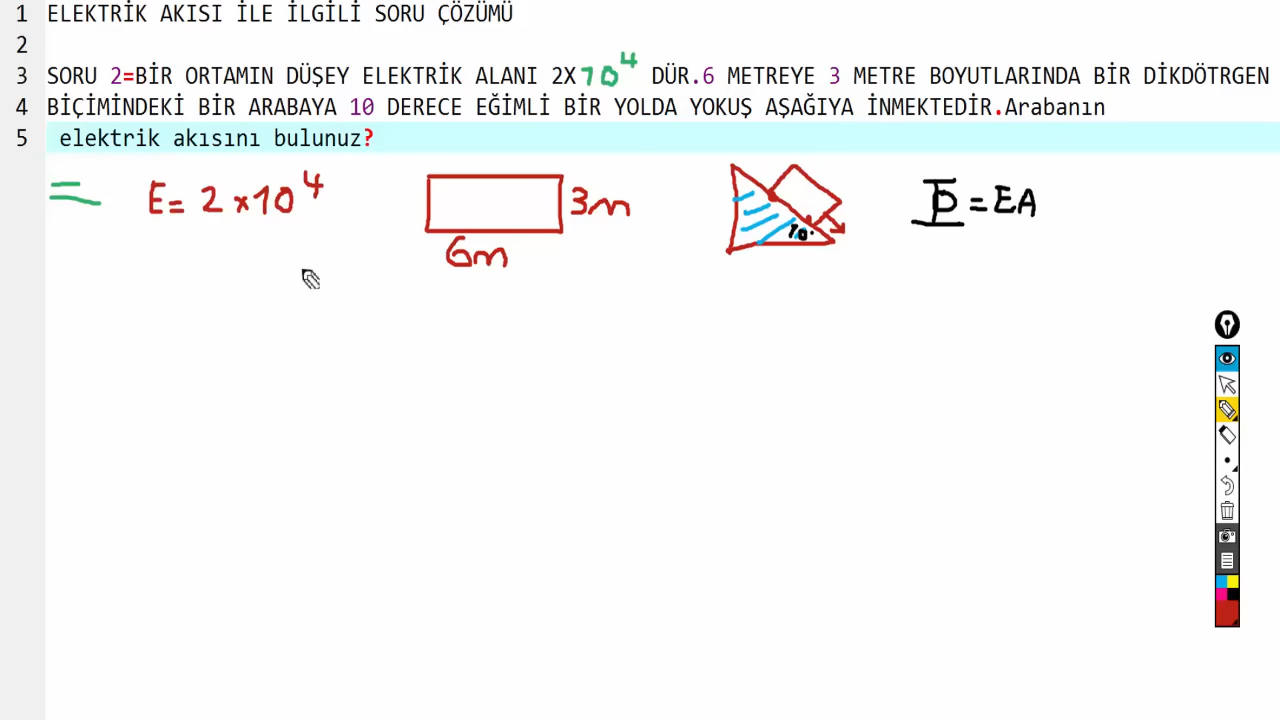 1 ELEKTRİK AKISI İLE İLGİLİ SORU ÇÖZÜMÜ
2
3 SORU 2=BİR ORTAMIN DÜŞEY ELEKTRİK ALANI 2X10⁴ DÜR.6 METREYE 3 METRE BOYUTLARINDA BİR DİKDÖTRGEN
4 BİÇİMİNDEKİ BİR ARABAYA 10 DERECE EĞİMLİ BİR YOLDA YOKUŞ AŞAĞIYA İNMEKTEDİR.Arabanın
5 elektrik akısını bulunuz?
= E= 2 x10⁴
3m
6m
10°
Φ = EA